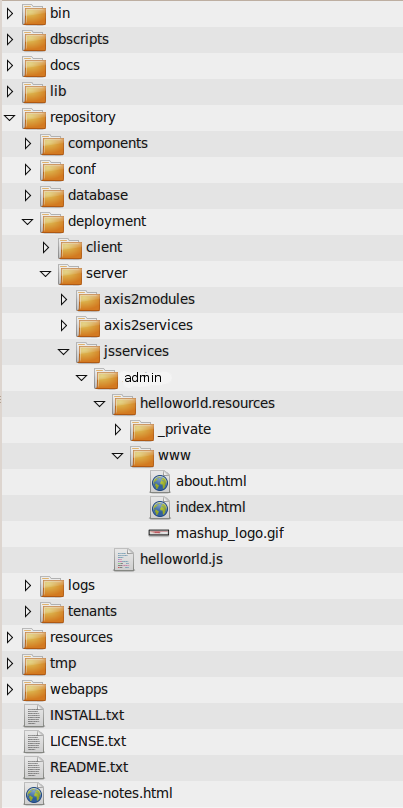 bin
dbscripts
docs
lib
repository
components
conf
database
deployment
client
server
axis2modules
axis2services
jsservices
admin
helloworld.resources
_private
www
about.html
index.html
mashup_logo.gif
helloworld.js
logs
tenants
resources
tmp
webapps
INSTALL.txt
LICENSE.txt
README.txt
release-notes.html